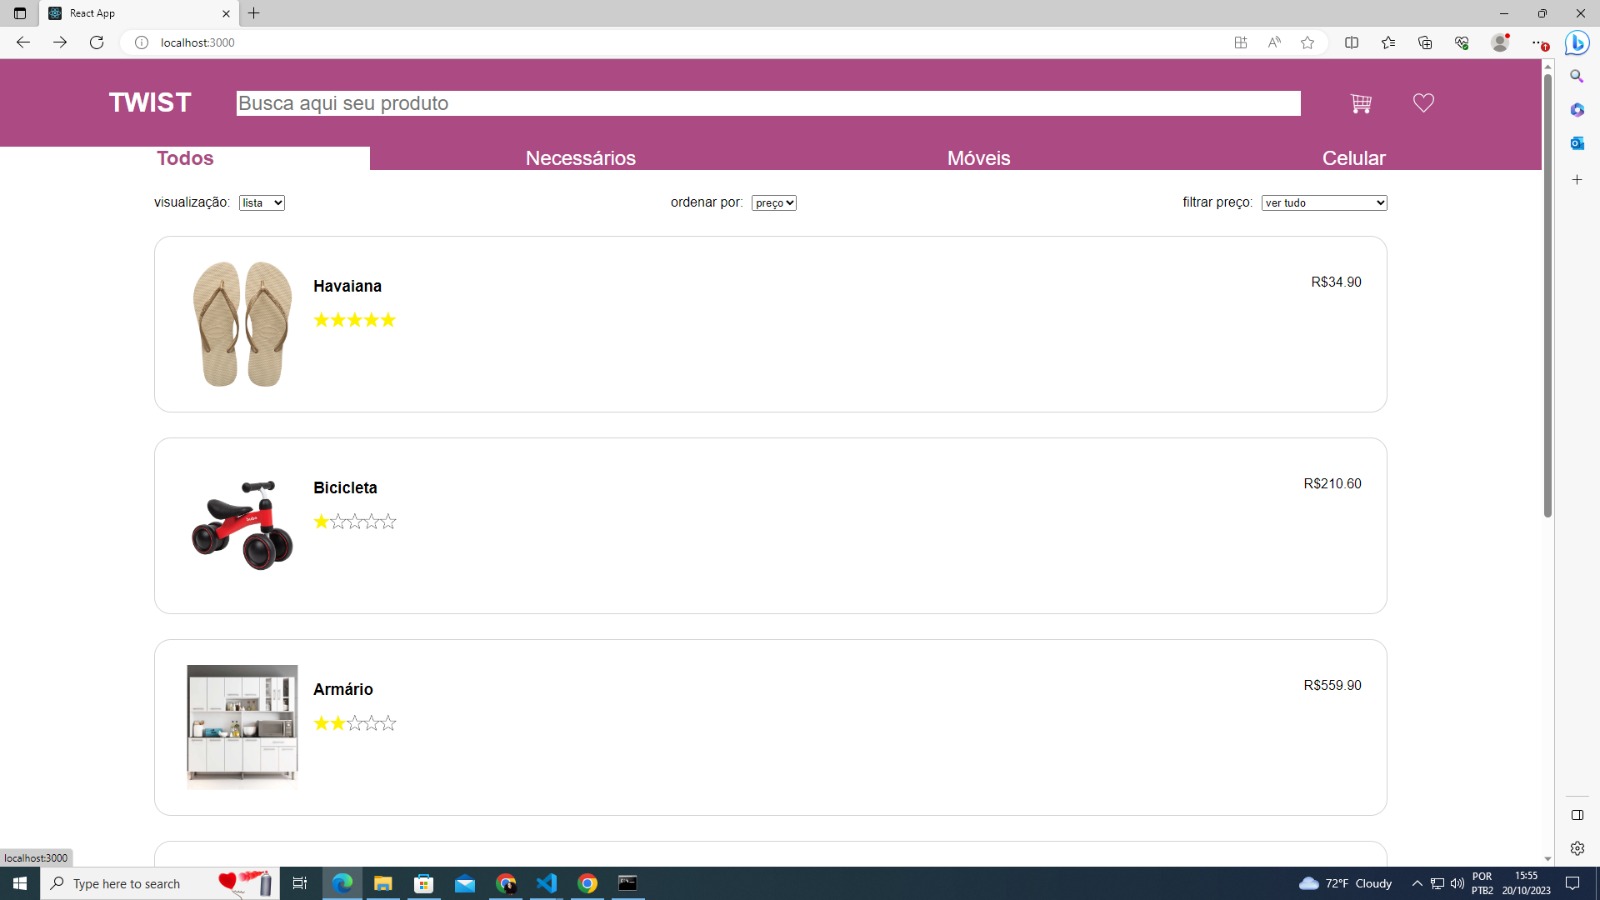 React App
localhost:3000
TWIST Busca aqui seu produto
Todos Necessários Móveis Celular
visualização: lista ordenar por: preço filtrar preço: ver tudo
Havaiana R$34.90
Bicicleta R$210.60
Armário R$559.90
localhost:3000
Type here to search 72°F Cloudy POR 15:55
PTB2 20/10/2023